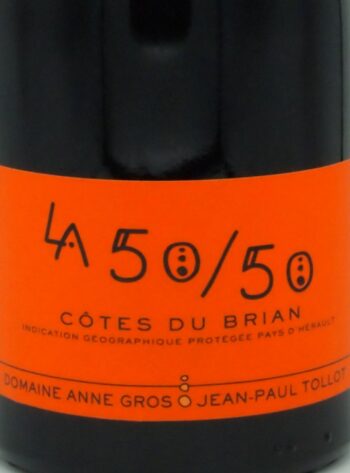 LA 50/50
CÔTES DU BRIAN
INDICATION GÉOGRAPHIQUE PROTÉGÉE PAYS D'HÉRAULT
DOMAINE ANNE GROS JEAN-PAUL TOLLOT